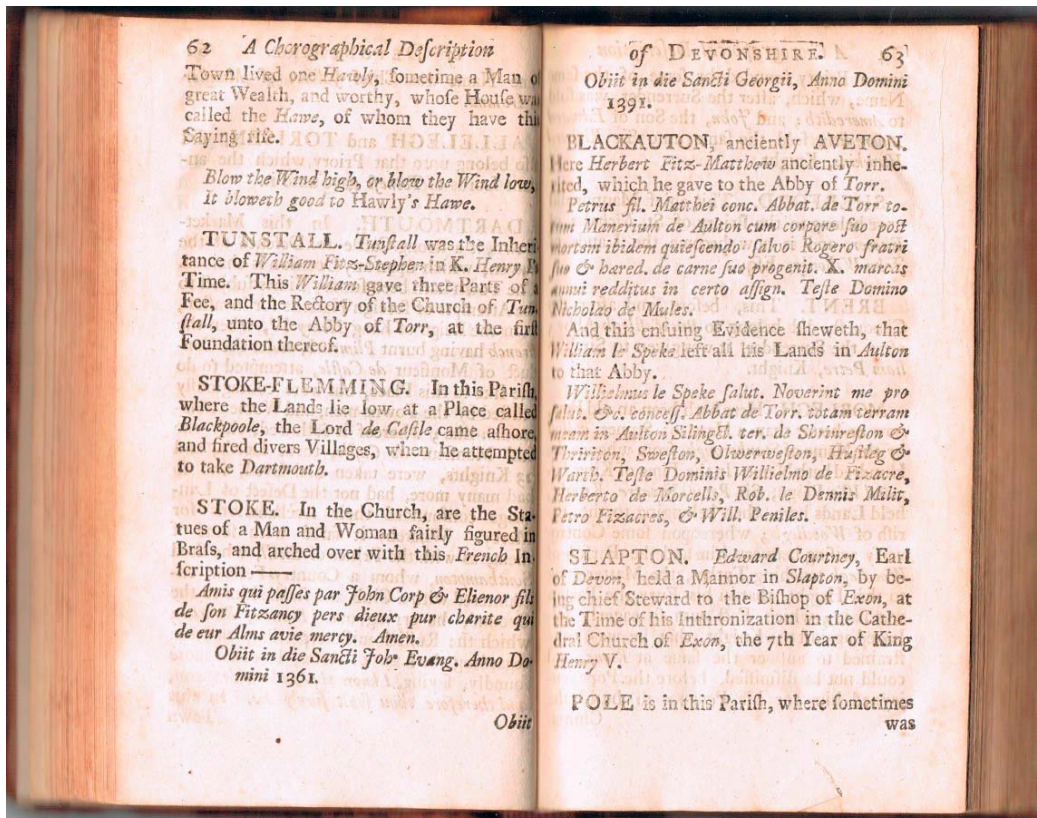 62 A Chorographical Deſcription
Town lived one Hawly, ſometime a Man of
great Wealth, and worthy, whoſe Houſe was
called the Hawe, of whom they have this
Saying riſe.
Blow the Wind high, or blow the Wind low,
It bloweth good to Hawly's Hawe.
TUNSTALL. Tunſtall was the Inheri-
tance of William Fitz-Stephen in K. Henry I's
Time. This William gave three Parts of a
Fee, and the Rectory of the Church of Tun-
ſtall, unto the Abby of Torr, at the firſt
Foundation thereof.
STOKE-FLEMMING. In this Pariſh,
where the Lands lie low at a Place called
Blackpoole, the Lord de Caſtle came aſhore,
and fired divers Villages, when he attempted
to take Dartmouth.
STOKE. In the Church, are the Sta-
tues of a Man and Woman fairly figured in
Braſs, and arched over with this French In-
ſcription ——
Amis qui paſſes par John Corp & Elienor fils
de ſon Fitzancy pers dieux pur charite qui
de eur Alms avie mercy. Amen.
Obiit in die Sancti Joh. Evang. Anno Do-
mini 1361.
Obiit
of DEVONSHIRE. 63
Obiit in die Sancti Georgii, Anno Domini
1391.
BLACKAUTON, anciently AVETON.
Here Herbert Fitz-Matthew anciently inhe-
rited, which he gave to the Abby of Torr.
Petrus fil. Matthei conc. Abbat. de Torr to-
tum Manerium de Aulton cum corpore ſuo poſt
mortem ibidem quieſcendo ſalvo Rogero fratri
ſuo & hæred. de carne ſuo progenit. X. marcis
annui redditus in certo aſſign. Teſte Domino
Nicholao de Mules.
And this enſuing Evidence ſheweth, that
William le Speke left all his Lands in Aulton
to that Abby.
Willielmus le Speke ſalut. Noverint me pro
ſalut. &c. conceſſ. Abbat de Torr. totam terram
meam in Aulton Silingct. ter. de Shrinreſton &
Thririton, Sweſton, Olwerweſton, Huſtleg &
Warth. Teſte Dominis Willielmo de Fizacre,
Herberto de Morcells, Rob. le Dennis Milit,
Petro Fizacres, & Will. Peniles.
SLAPTON. Edward Courtney, Earl
of Devon, held a Mannor in Slapton, by be-
ing chief Steward to the Biſhop of Exon, at
the Time of his Inthronization in the Cathe-
dral Church of Exon, the 7th Year of King
Henry V.
POLE is in this Pariſh, where ſometimes
was